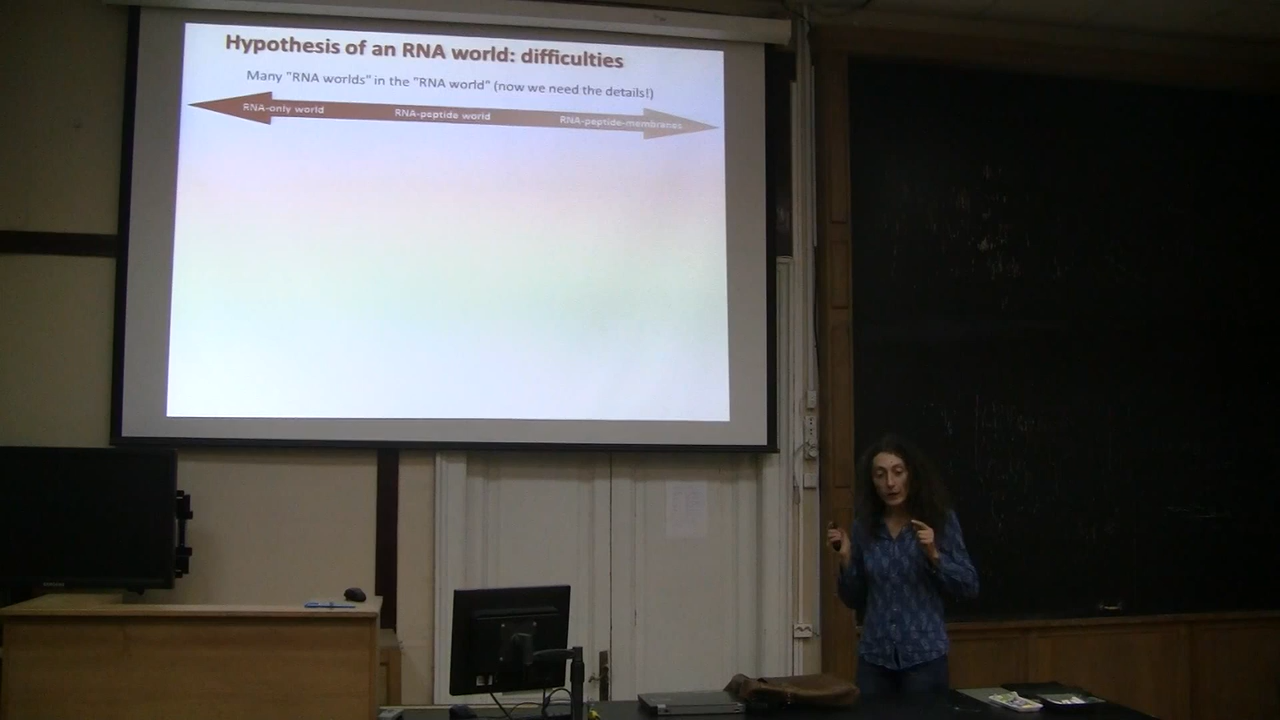 Hypothesis of an RNA world: difficulties
Many "RNA worlds" in the "RNA world" (now we need the details!)
RNA-only world RNA-peptide world RNA-peptide-membranes